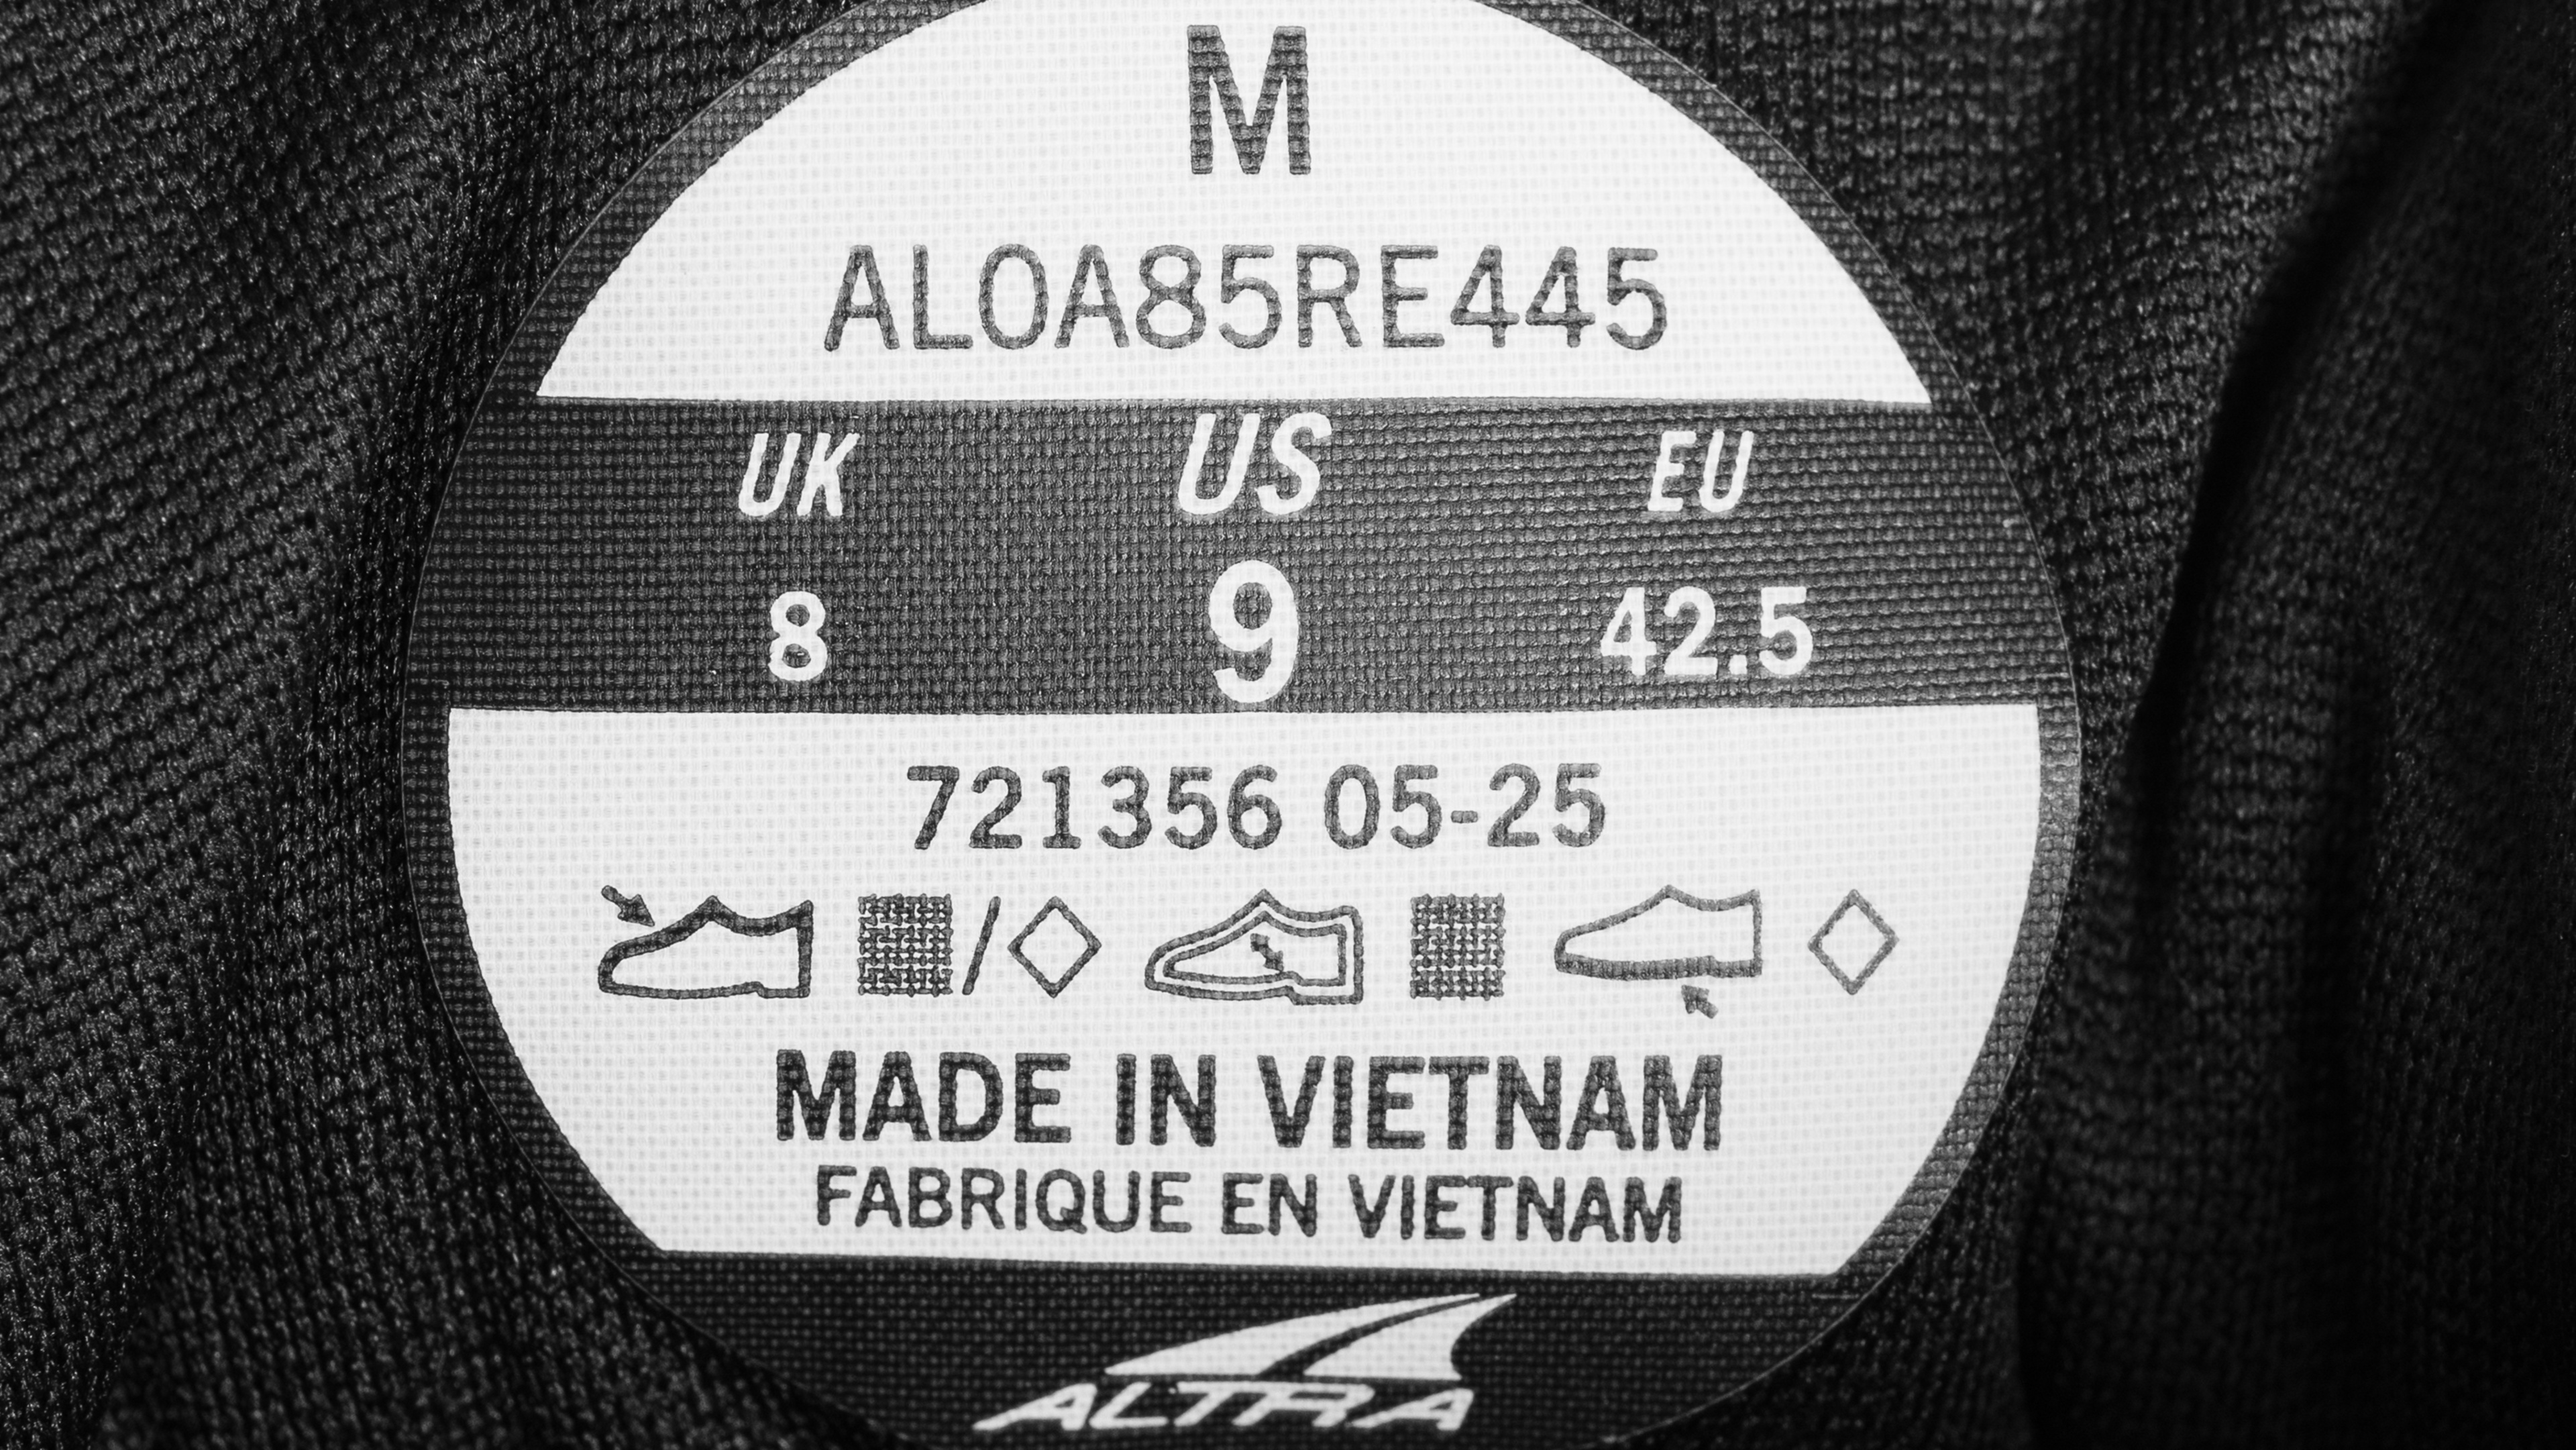 M
AL0A85RE445
UK US EU
8 9 42.5
721356 05-25
MADE IN VIETNAM
FABRIQUE EN VIETNAM
ALTRA